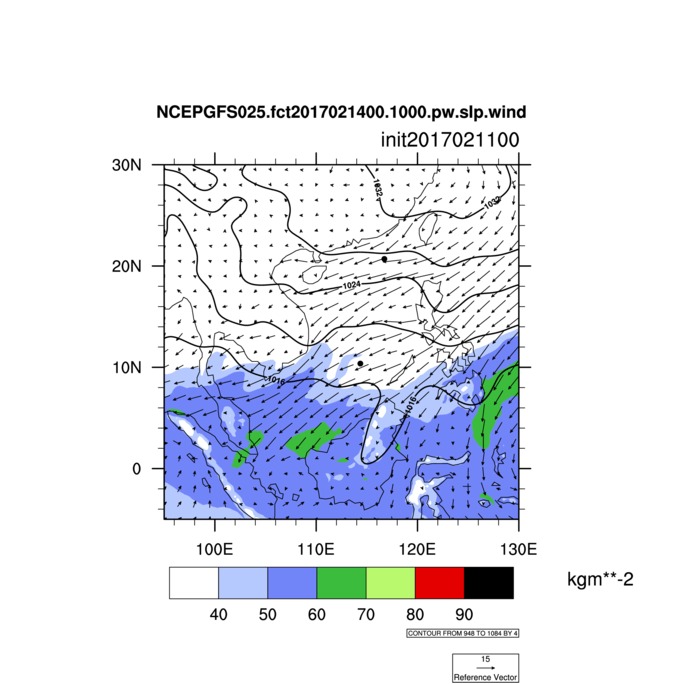 NCEPGFS025.fct2017021400.1000.pw.slp.wind
init2017021100
30N
1032
1032
20N
1024
10N
1016
1016
0
100E 110E 120E 130E
kgm**-2
40 50 60 70 80 90
CONTOUR FROM 948 TO 1084 BY 4
15
Reference Vector